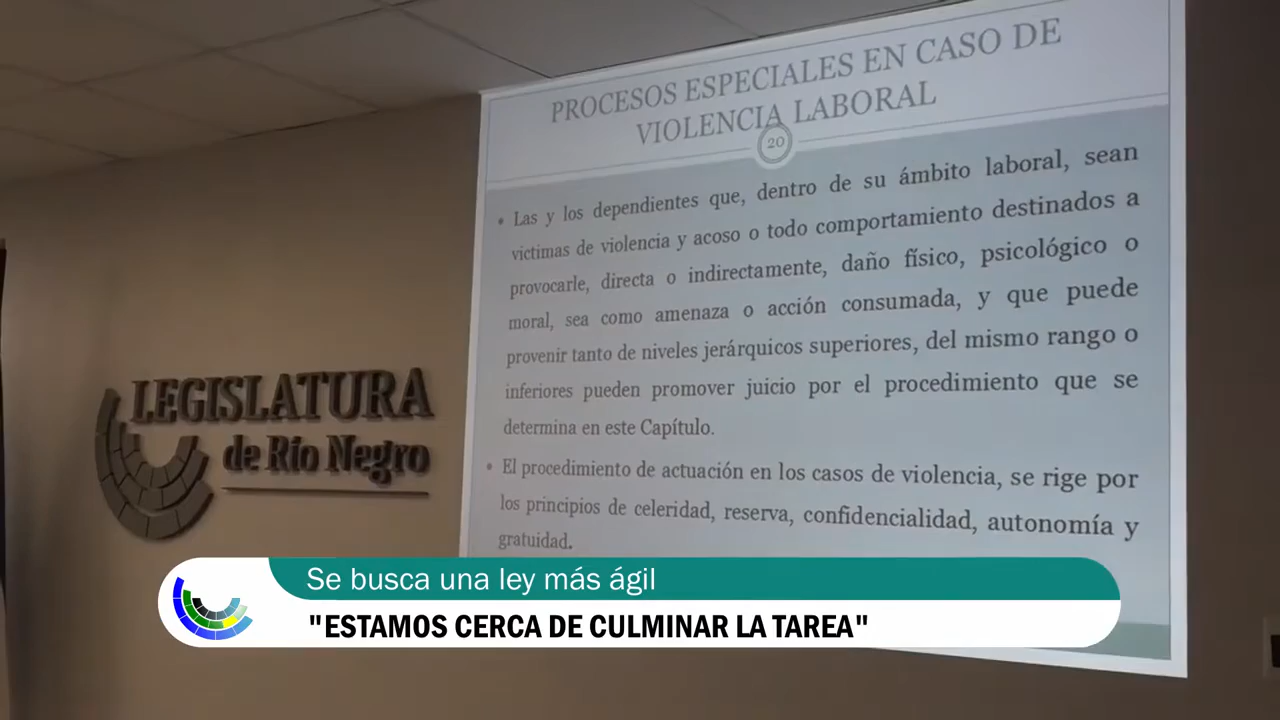 PROCESOS ESPECIALES EN CASO DE
VIOLENCIA LABORAL
20
• Las y los dependientes que, dentro de su ámbito laboral, sean
victimas de violencia y acoso o todo comportamiento destinados a
provocarle, directa o indirectamente, daño físico, psicológico o
moral, sea como amenaza o acción consumada, y que puede
provenir tanto de niveles jerárquicos superiores, del mismo rango o
inferiores pueden promover juicio por el procedimiento que se
determina en este Capítulo.
• El procedimiento de actuación en los casos de violencia, se rige por
los principios de celeridad, reserva, confidencialidad, autonomía y
gratuidad.
LEGISLATURA
de Río Negro
Se busca una ley más ágil
"ESTAMOS CERCA DE CULMINAR LA TAREA"